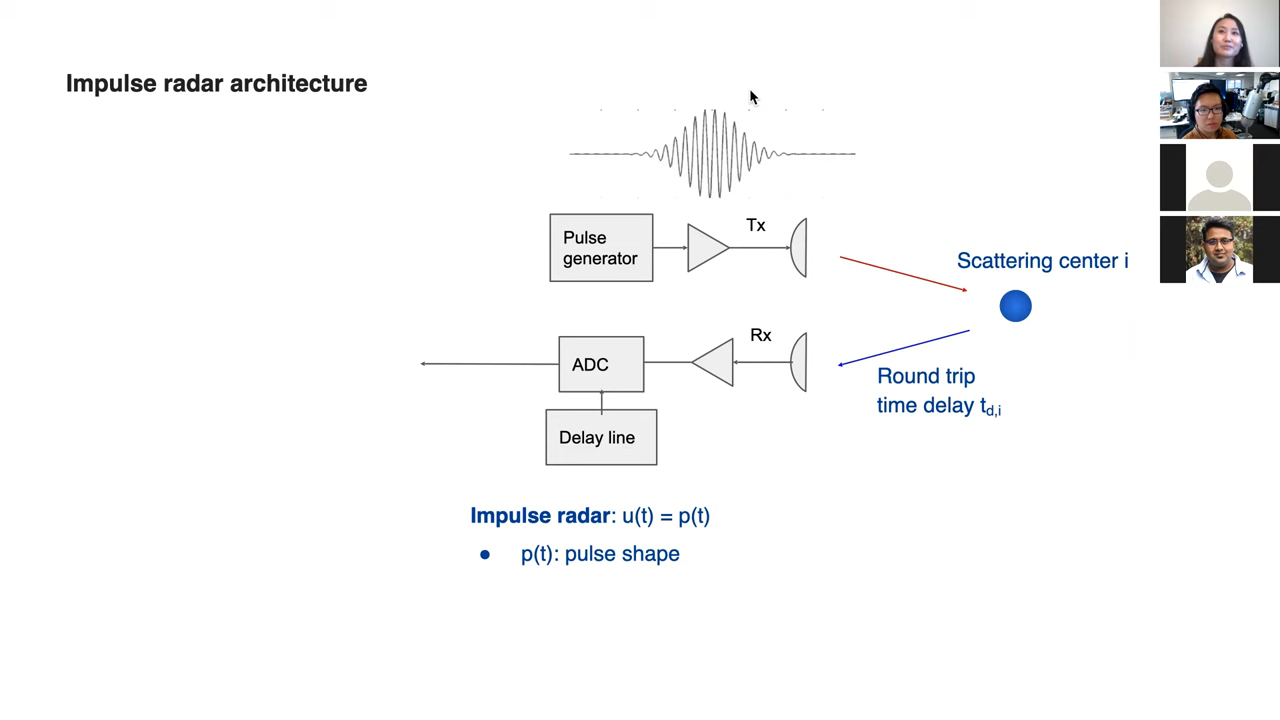 Impulse radar architecture
Tx
Pulse
generator
Scattering center i
Rx
ADC
Round trip
time delay td,i
Delay line
Impulse radar: u(t) = p(t)
● p(t): pulse shape